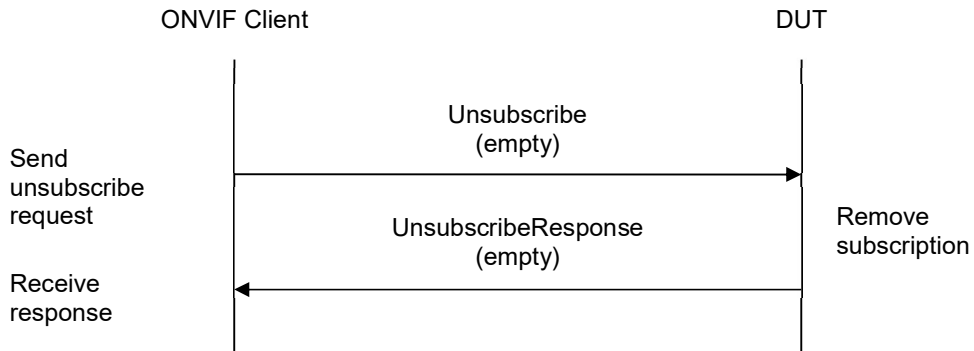 ONVIF Client
DUT
Unsubscribe
(empty)
Send
unsubscribe
request
UnsubscribeResponse
(empty)
Remove
subscription
Receive
response